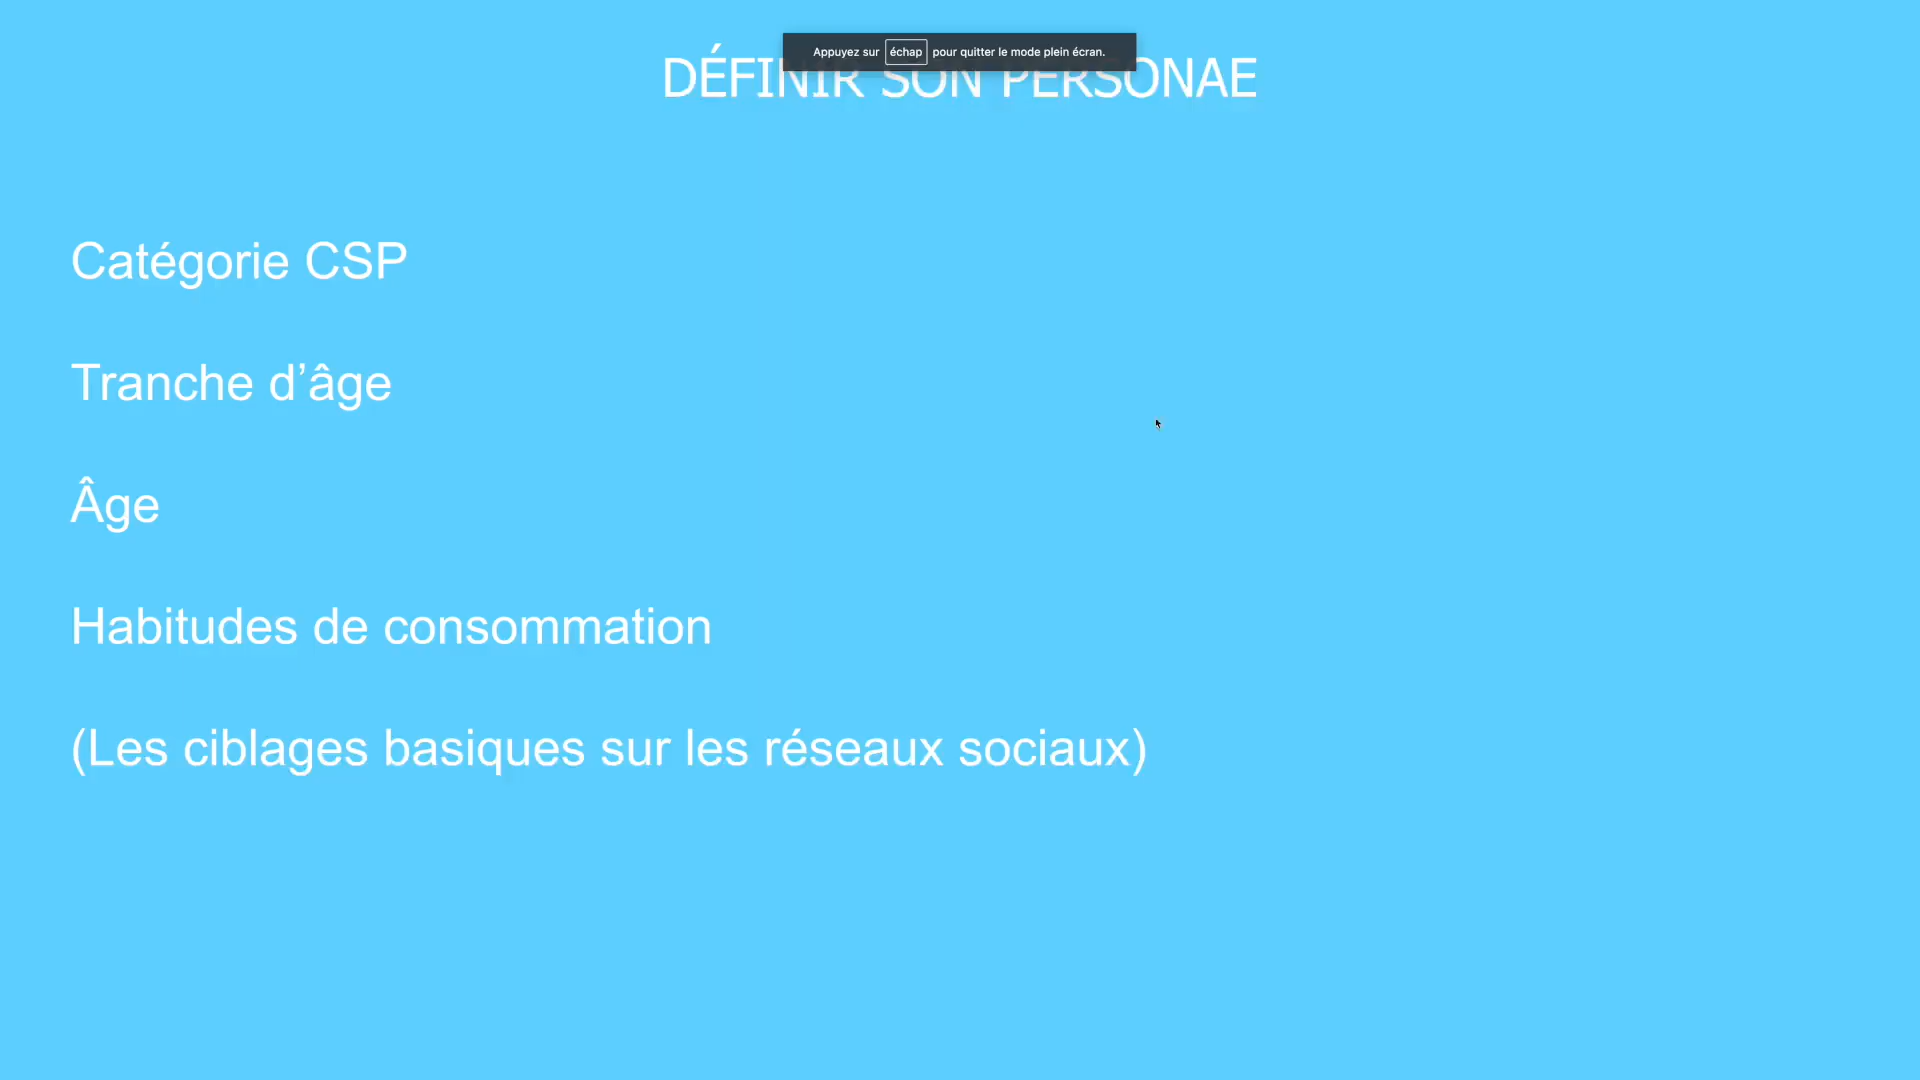 Appuyez sur échap pour quitter le mode plein écran.
DÉFINIR SON PERSONAE
Catégorie CSP
Tranche d’âge
Âge
Habitudes de consommation
(Les ciblages basiques sur les réseaux sociaux)